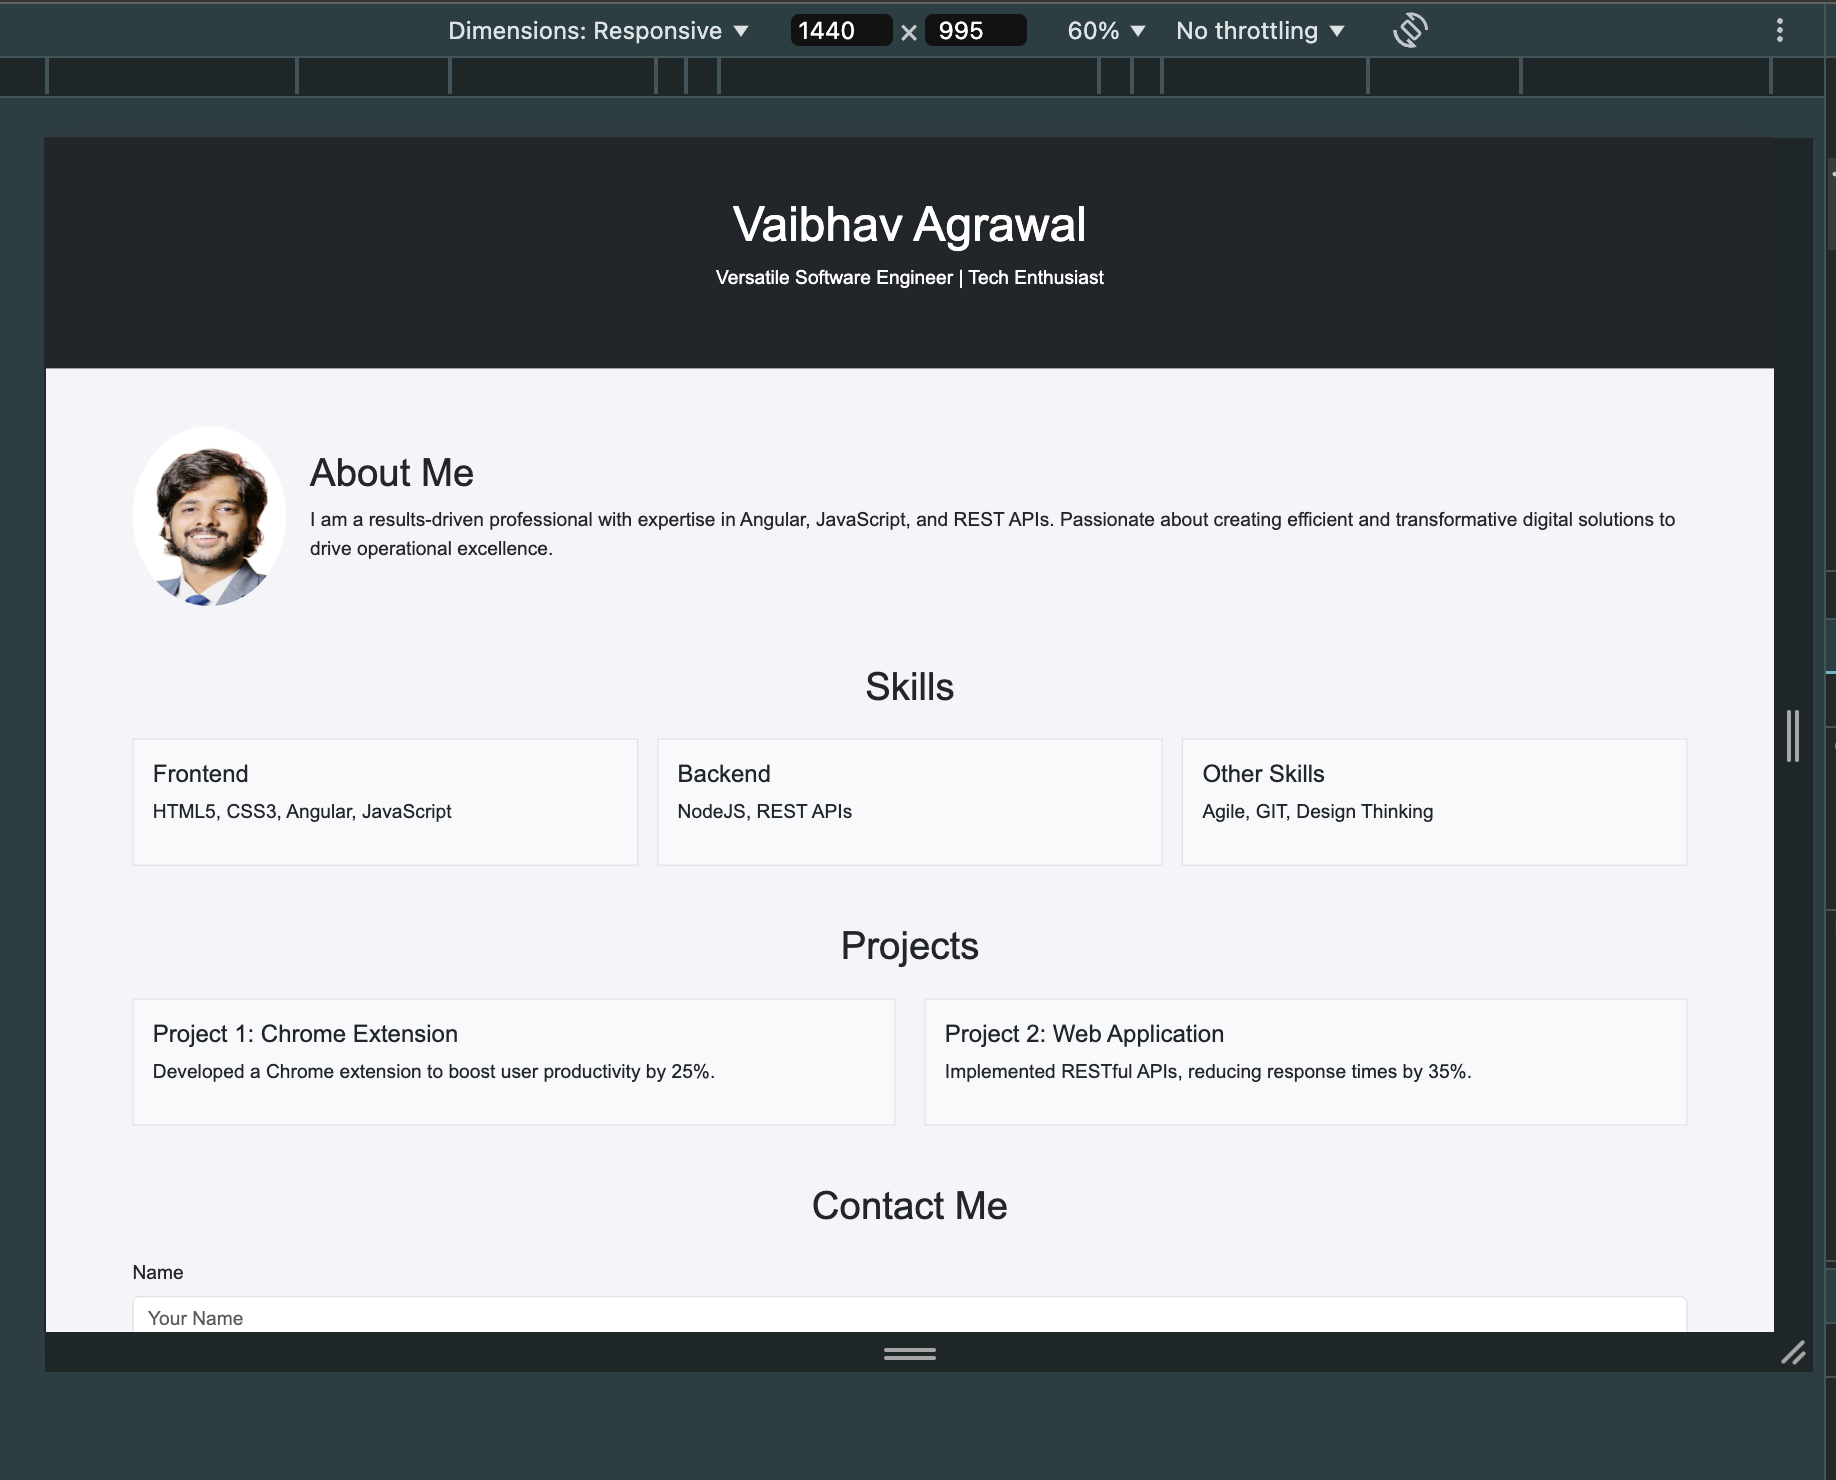 Dimensions: Responsive ▼ 1440 × 995 60% ▼ No throttling ▼
Vaibhav Agrawal
Versatile Software Engineer | Tech Enthusiast
About Me
I am a results-driven professional with expertise in Angular, JavaScript, and REST APIs. Passionate about creating efficient and transformative digital solutions to
drive operational excellence.
Skills
Frontend
HTML5, CSS3, Angular, JavaScript
Backend
NodeJS, REST APIs
Other Skills
Agile, GIT, Design Thinking
Projects
Project 1: Chrome Extension
Developed a Chrome extension to boost user productivity by 25%.
Project 2: Web Application
Implemented RESTful APIs, reducing response times by 35%.
Contact Me
Name
Your Name